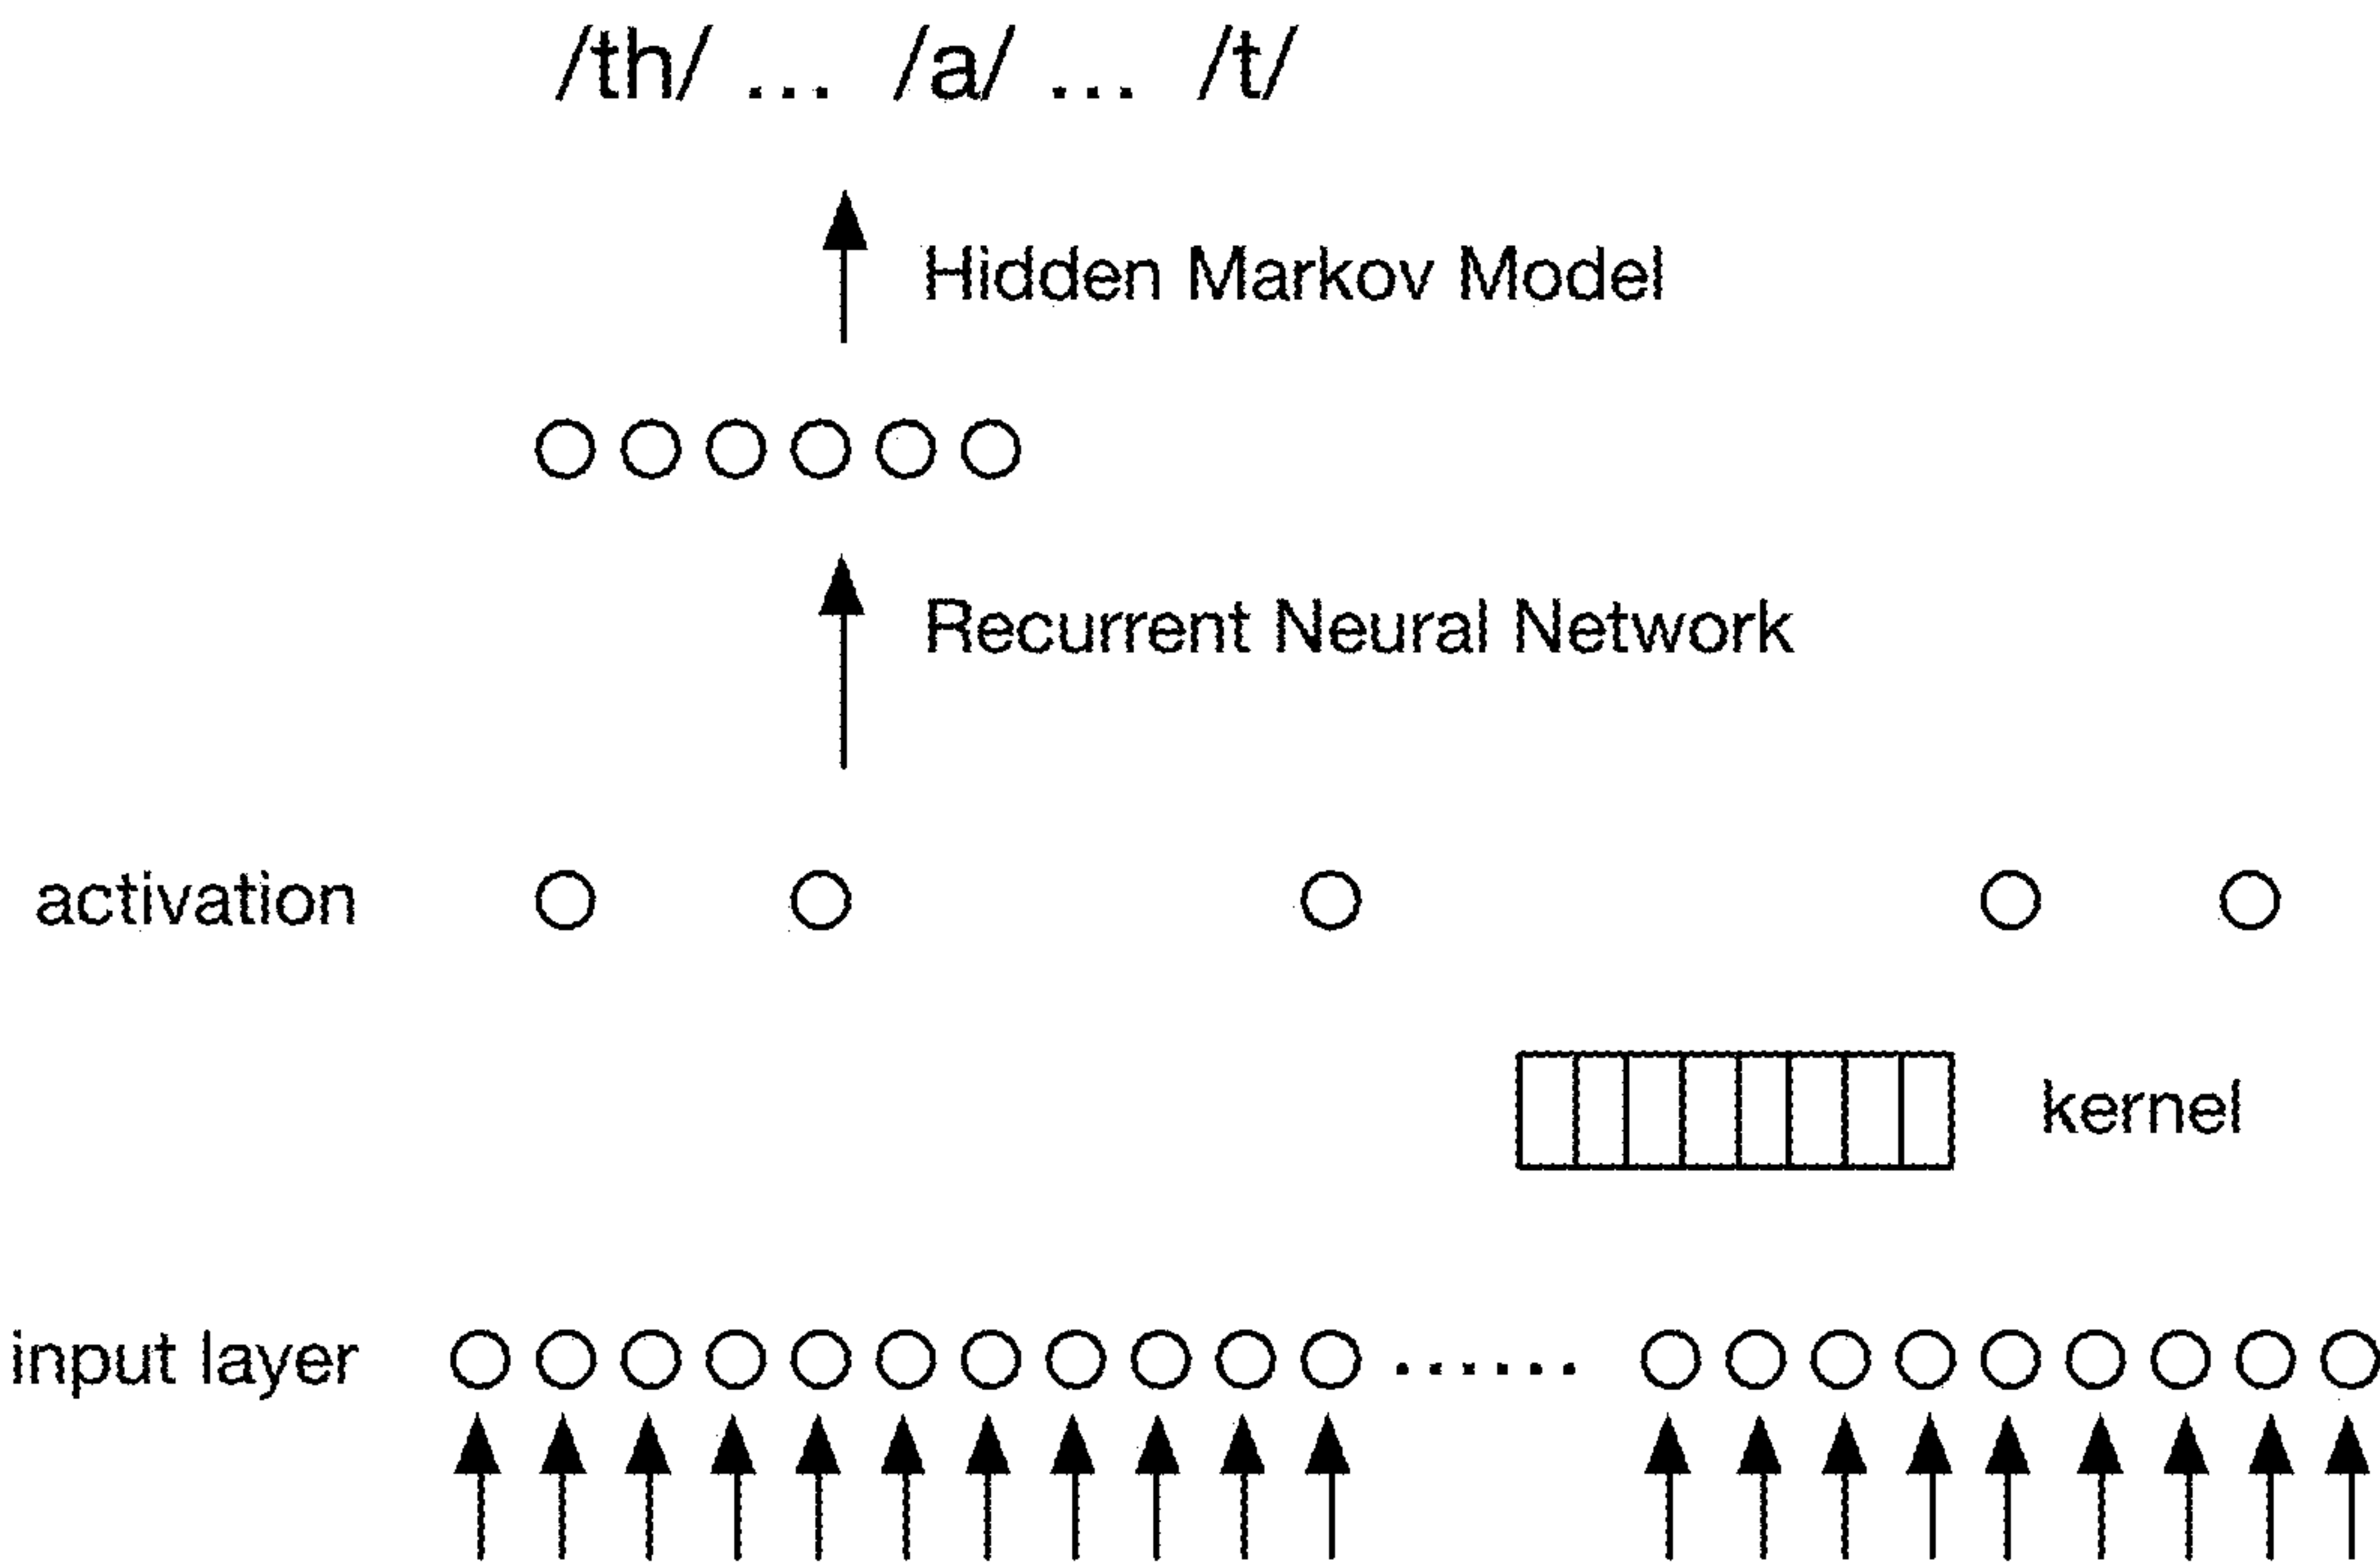 /th/ ... /a/ ... /t/
Hidden Markov Model
Recurrent Neural Network
activation
kernel
input layer ......